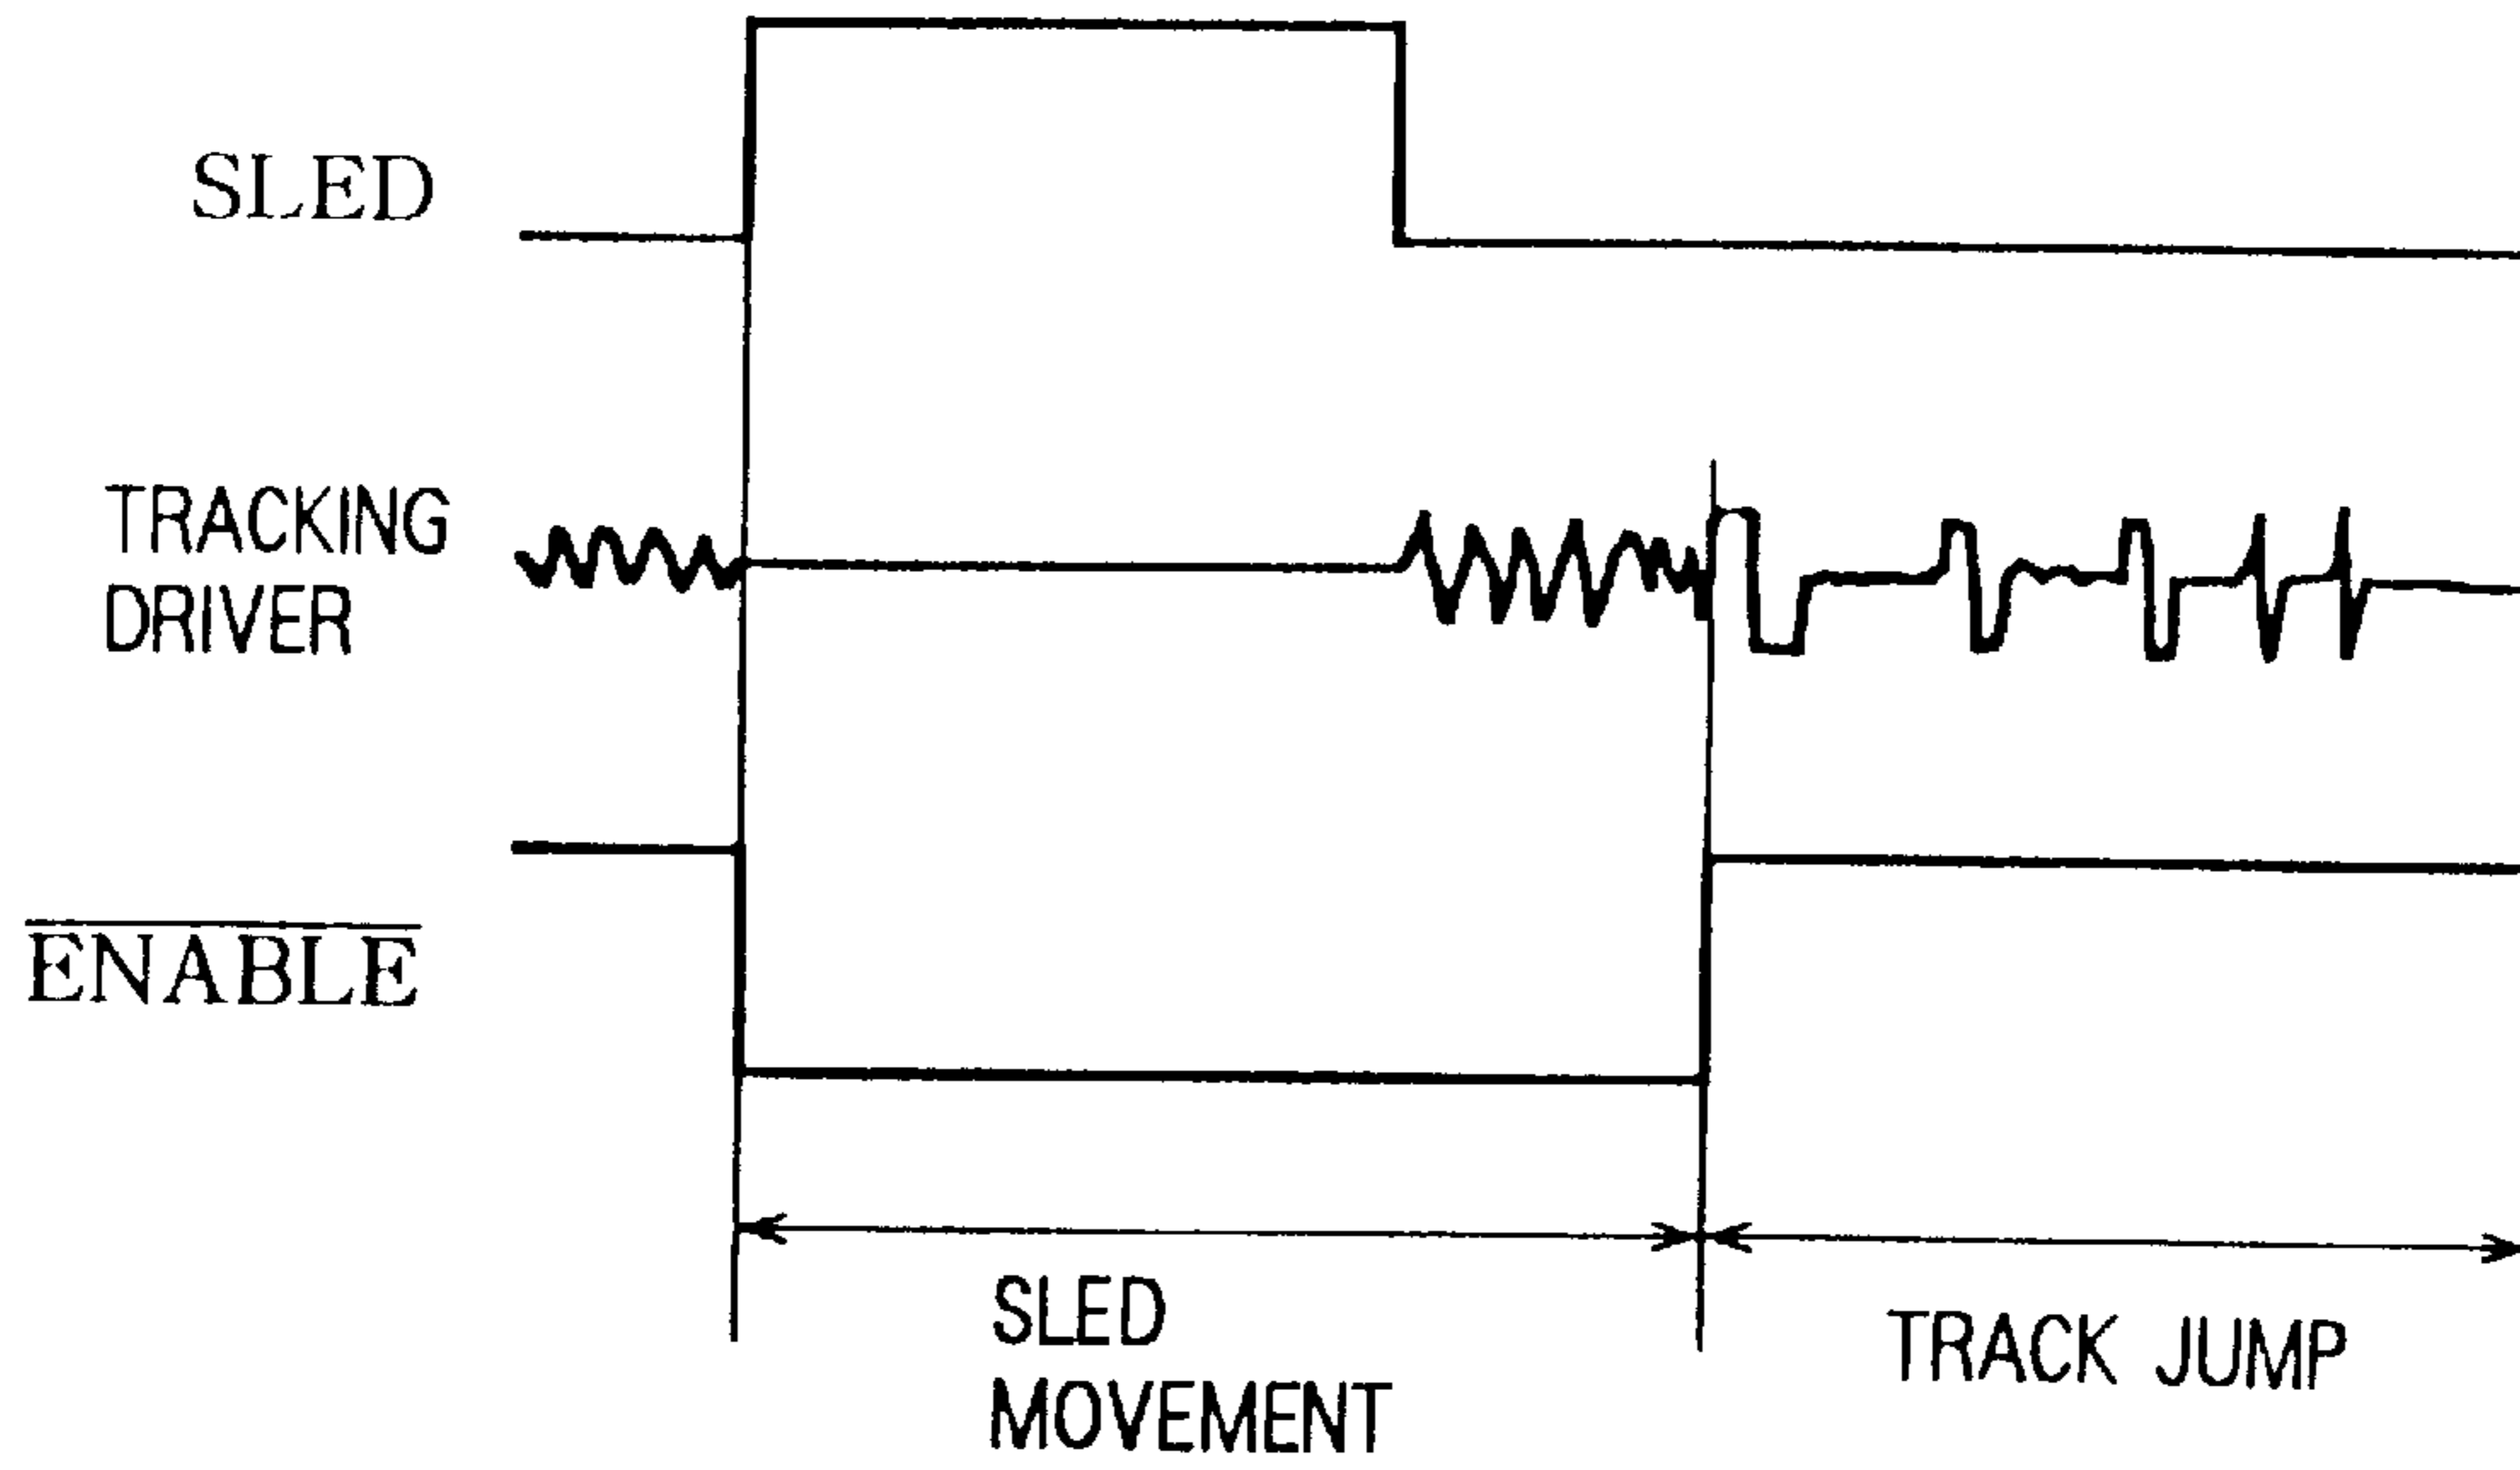 SLED
TRACKING
DRIVER
ENABLE
SLED
MOVEMENT
TRACK JUMP